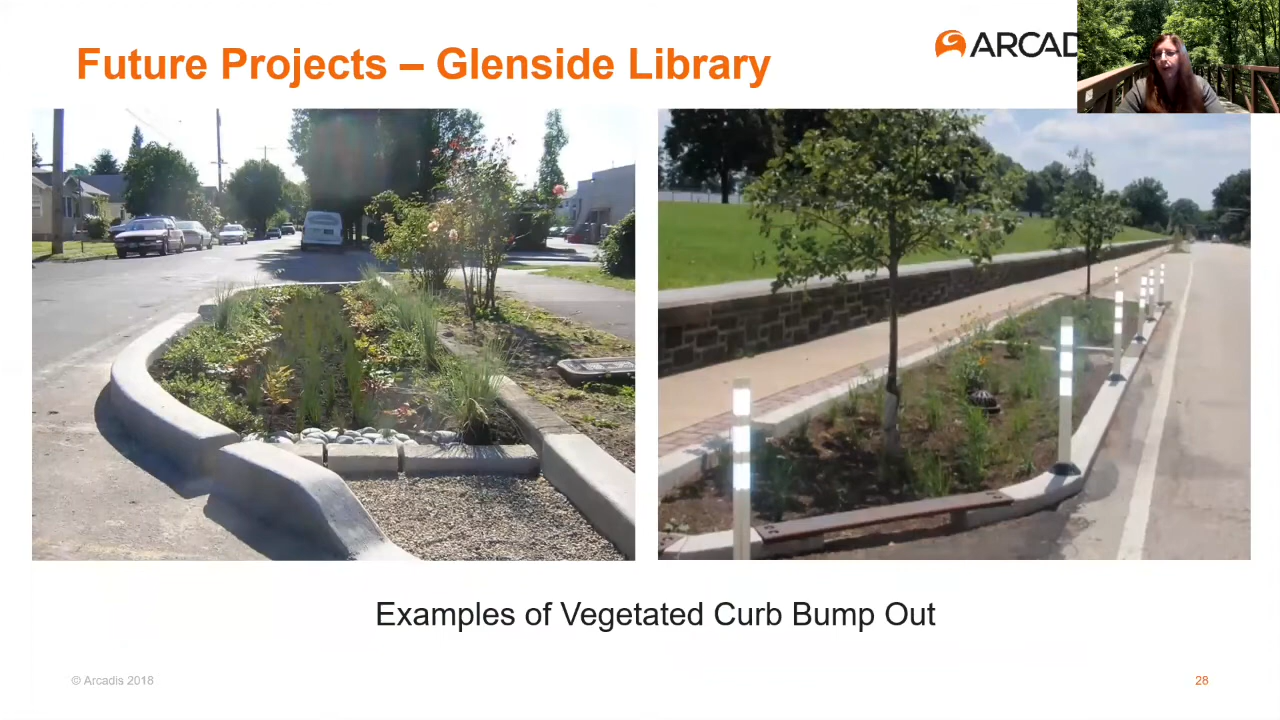 Future Projects – Glenside Library
ARCAD
Examples of Vegetated Curb Bump Out
© Arcadis 2018
28